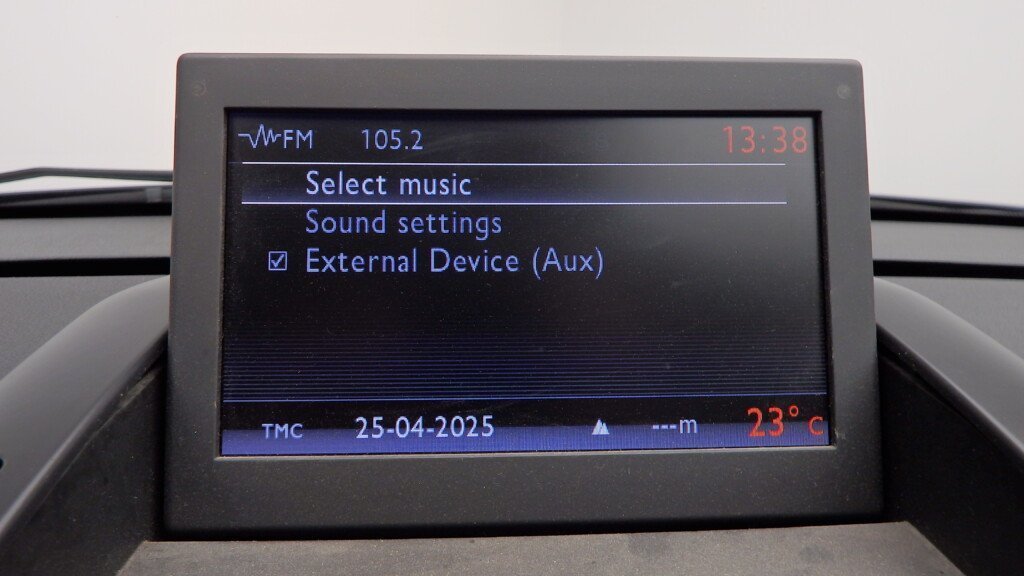 FM 105.2 13:38
Select music
Sound settings
External Device (Aux)
TMC 25-04-2025 ---m 23° C